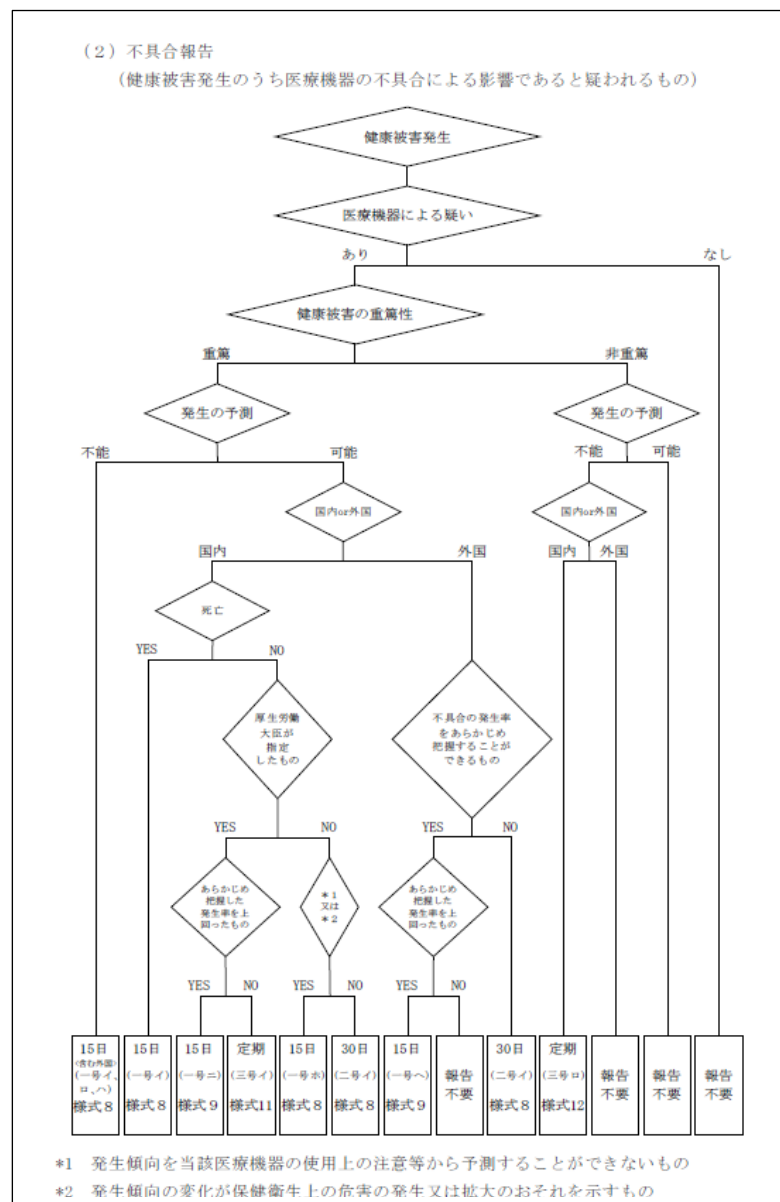 (2) 不具合報告
(健康被害発生のうち医療機器の不具合による影響であると疑われるもの)
健康被害発生
医療機器による疑い
あり
なし
健康被害の重篤性
重篤
非重篤
発生の予測
発生の予測
不能
可能
不能
可能
国内or外国
国内or外国
国内
外国
国内
外国
死亡
YES
NO
厚生労働
大臣が
指定
したもの
不具合の発生率
をあらかじめ
把握することが
できるもの
YES
NO
YES
NO
あらかじめ
把握した
発生率を上
回ったもの
*1
又は
*2
あらかじめ
把握した
発生率を上
回ったもの
YES
NO
YES
NO
YES
NO
15日
<含む外国>
(一号イ、
ロ、ハ)
様式8
15日
(一号イ)
様式8
15日
(一号ニ)
様式9
定期
(三号イ)
様式11
15日
(一号ホ)
様式8
30日
(二号イ)
様式8
15日
(一号ヘ)
様式9
報告
不要
30日
(二号イ)
様式8
定期
(三号ロ)
様式12
報告
不要
報告
不要
報告
不要
*1 発生傾向を当該医療機器の使用上の注意等から予測することができないもの
*2 発生傾向の変化が保健衛生上の危害の発生又は拡大のおそれを示すもの